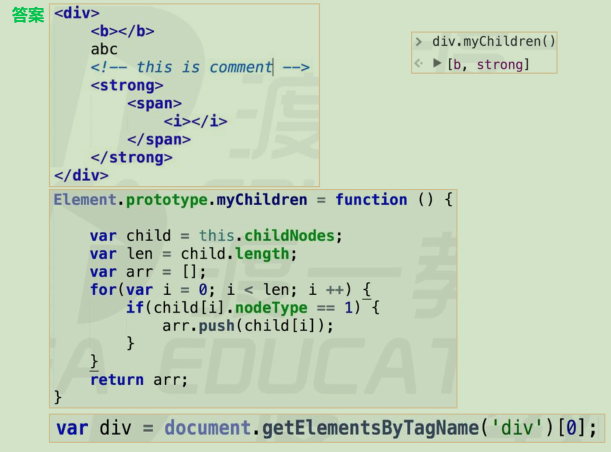 答案
<div>
    <b></b>
    abc
    <!-- this is comment -->
    <strong>
        <span>
            <i></i>
        </span>
    </strong>
</div>
> div.myChildren()
[b, strong]
Element.prototype.myChildren = function () {
    var child = this.childNodes;
    var len = child.length;
    var arr = [];
    for(var i = 0; i < len; i ++) {
        if(child[i].nodeType == 1) {
            arr.push(child[i]);
        }
    }
    return arr;
}
var div = document.getElementsByTagName('div')[0];